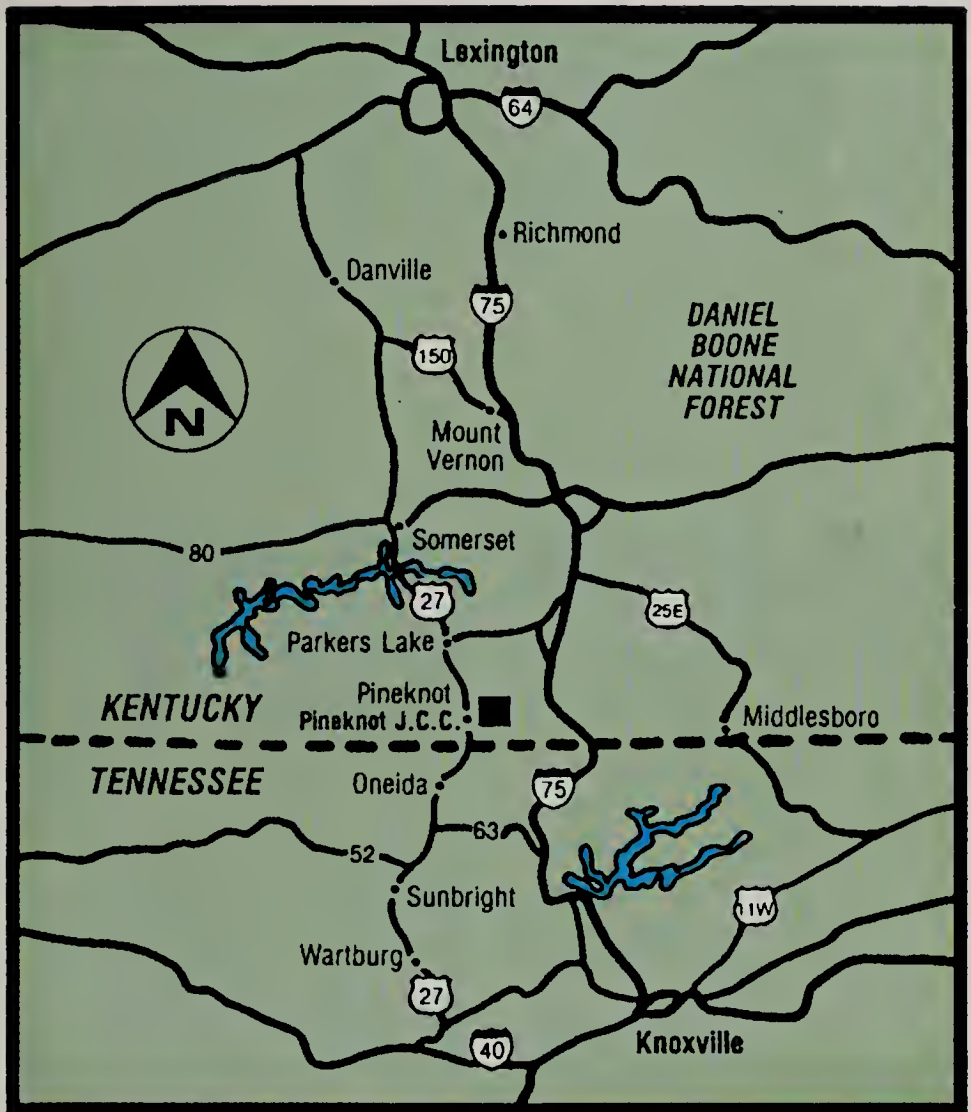 Lexington
64
Richmond
Danville
75
DANIEL
BOONE
NATIONAL
FOREST
150
N
Mount
Vernon
80
Somerset
27
25E
Parkers Lake
Pineknot
Pineknot J.C.C.
KENTUCKY
Middlesboro
TENNESSEE
Oneida
75
63
52
Sunbright
11W
Wartburg
27
40
Knoxville